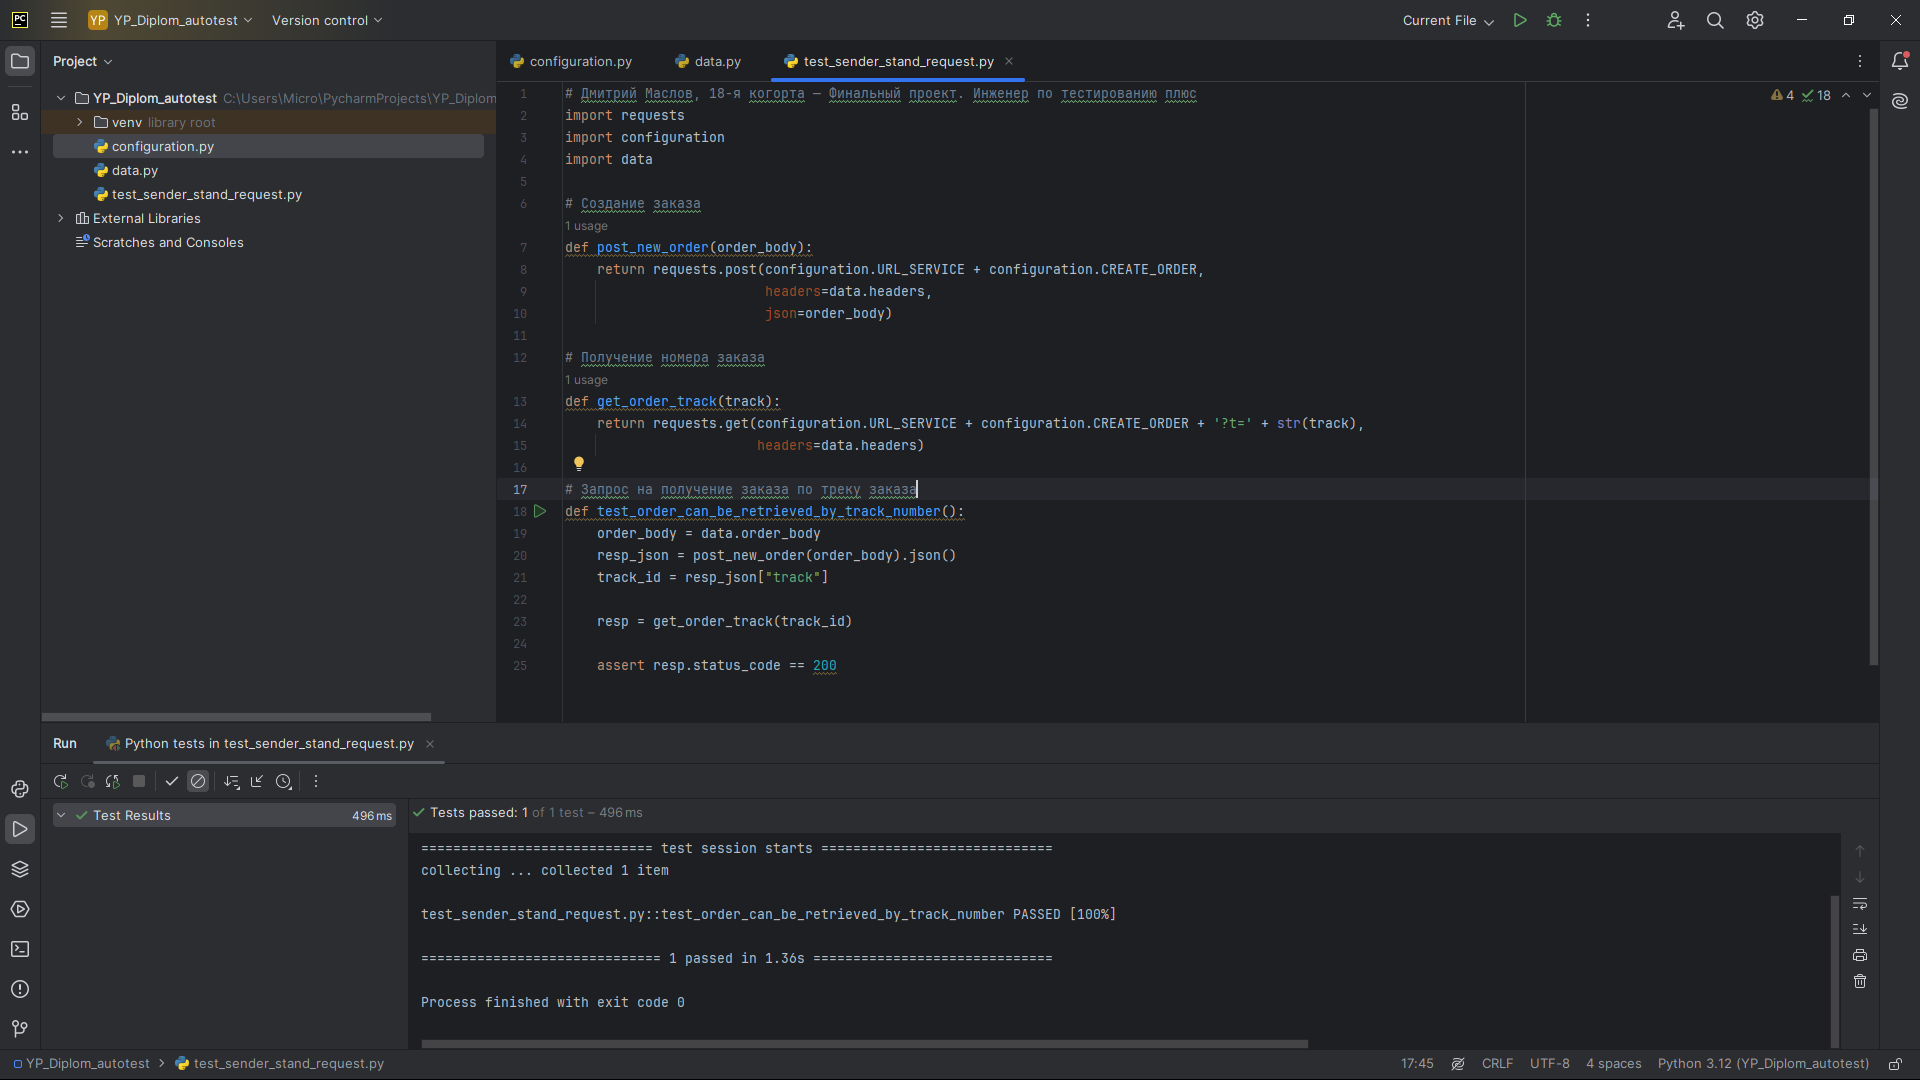 PC YP YP_Diplom_autotest Version control Current File
Project
YP_Diplom_autotest C:\Users\Micro\PycharmProjects\YP_Diplom
venv library root
configuration.py
data.py
test_sender_stand_request.py
External Libraries
Scratches and Consoles
configuration.py data.py test_sender_stand_request.py
4 18
1 # Дмитрий Маслов, 18-я когорта — Финальный проект. Инженер по тестированию плюс
2 import requests
3 import configuration
4 import data
5
6 # Создание заказа
1 usage
7 def post_new_order(order_body):
8 return requests.post(configuration.URL_SERVICE + configuration.CREATE_ORDER,
9 headers=data.headers,
10 json=order_body)
11
12 # Получение номера заказа
1 usage
13 def get_order_track(track):
14 return requests.get(configuration.URL_SERVICE + configuration.CREATE_ORDER + '?t=' + str(track),
15 headers=data.headers)
16
17 # Запрос на получение заказа по треку заказа
18 def test_order_can_be_retrieved_by_track_number():
19 order_body = data.order_body
20 resp_json = post_new_order(order_body).json()
21 track_id = resp_json["track"]
22
23 resp = get_order_track(track_id)
24
25 assert resp.status_code == 200
Run Python tests in test_sender_stand_request.py
Test Results 496 ms
Tests passed: 1 of 1 test – 496 ms
============================= test session starts =============================
collecting ... collected 1 item
test_sender_stand_request.py::test_order_can_be_retrieved_by_track_number PASSED [100%]
============================== 1 passed in 1.36s ==============================
Process finished with exit code 0
YP_Diplom_autotest test_sender_stand_request.py 17:45 CRLF UTF-8 4 spaces Python 3.12 (YP_Diplom_autotest)